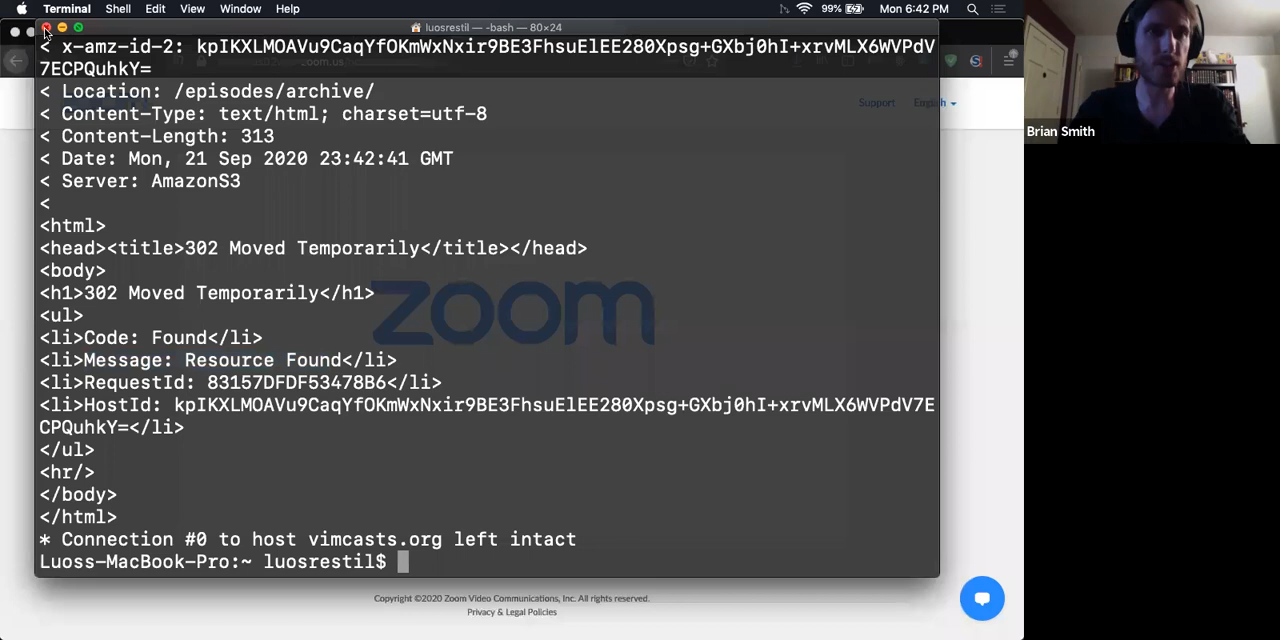 Terminal Shell Edit View Window Help 99% Mon 6:42 PM
luosrestil — -bash — 80×24
< x-amz-id-2: kpIKXLMOAVu9CaqYfOKmWxNxir9BE3FhsuElEE280Xpsg+GXbj0hI+xrvMLX6WVPdV
7ECPQuhkY=
< Location: /episodes/archive/
< Content-Type: text/html; charset=utf-8
Support English
< Content-Length: 313
Brian Smith
< Date: Mon, 21 Sep 2020 23:42:41 GMT
< Server: AmazonS3
<
<html>
<head><title>302 Moved Temporarily</title></head>
<body>
<h1>302 Moved Temporarily</h1>
zoom
<ul>
<li>Code: Found</li>
<li>Message: Resource Found</li>
<li>RequestId: 83157DFDF53478B6</li>
<li>HostId: kpIKXLMOAVu9CaqYfOKmWxNxir9BE3FhsuElEE280Xpsg+GXbj0hI+xrvMLX6WVPdV7E
CPQuhkY=</li>
</ul>
<hr/>
</body>
</html>
* Connection #0 to host vimcasts.org left intact
Luoss-MacBook-Pro:~ luosrestil$
Copyright ©2020 Zoom Video Communications, Inc. All rights reserved.
Privacy & Legal Policies